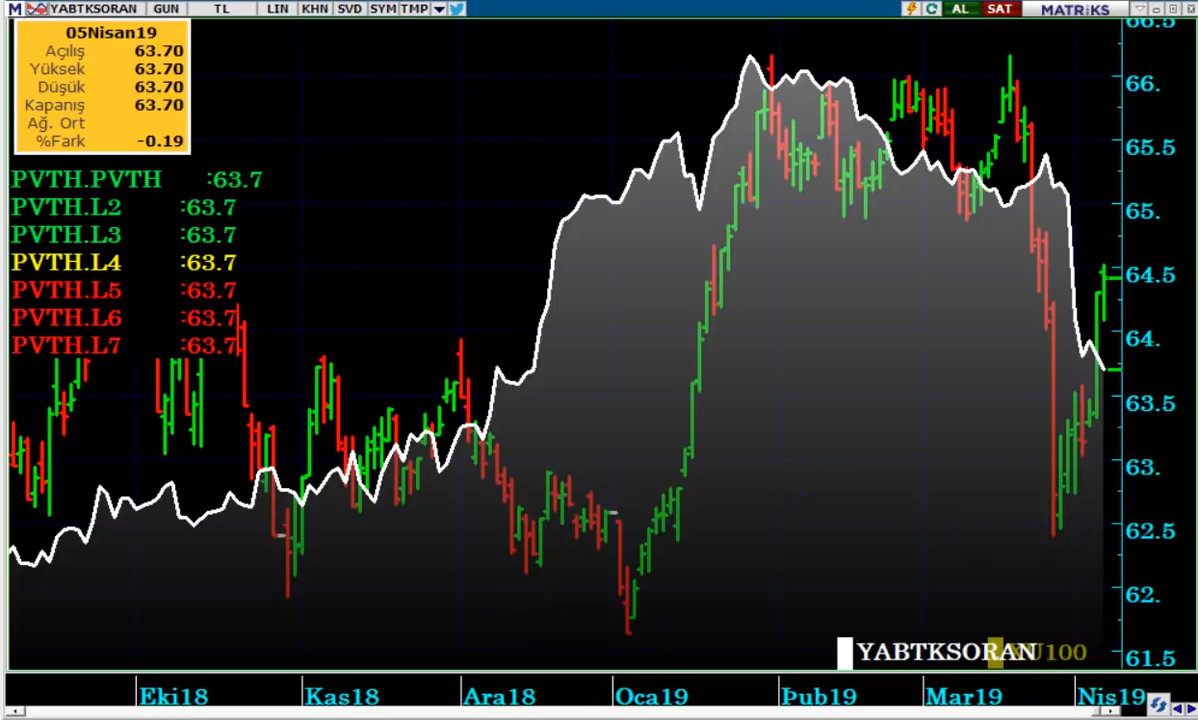 M YABTKSORAN GUN TL LIN KHN SVD SYM TMP AL SAT MATRiKS
05Nisan19
Açılış 63.70
Yüksek 63.70
Düşük 63.70
Kapanış 63.70
Ağ. Ort
%Fark -0.19
PVTH.PVTH :63.7
PVTH.L2 :63.7
PVTH.L3 :63.7
PVTH.L4 :63.7
PVTH.L5 :63.7
PVTH.L6 :63.7
PVTH.L7 :63.7
66.5
66.
65.5
65.
64.5
64.
63.5
63.
62.5
62.
61.5
YABTKSORAN XU100
Eki18 Kas18 Ara18 Oca19 Þub19 Mar19 Nis19